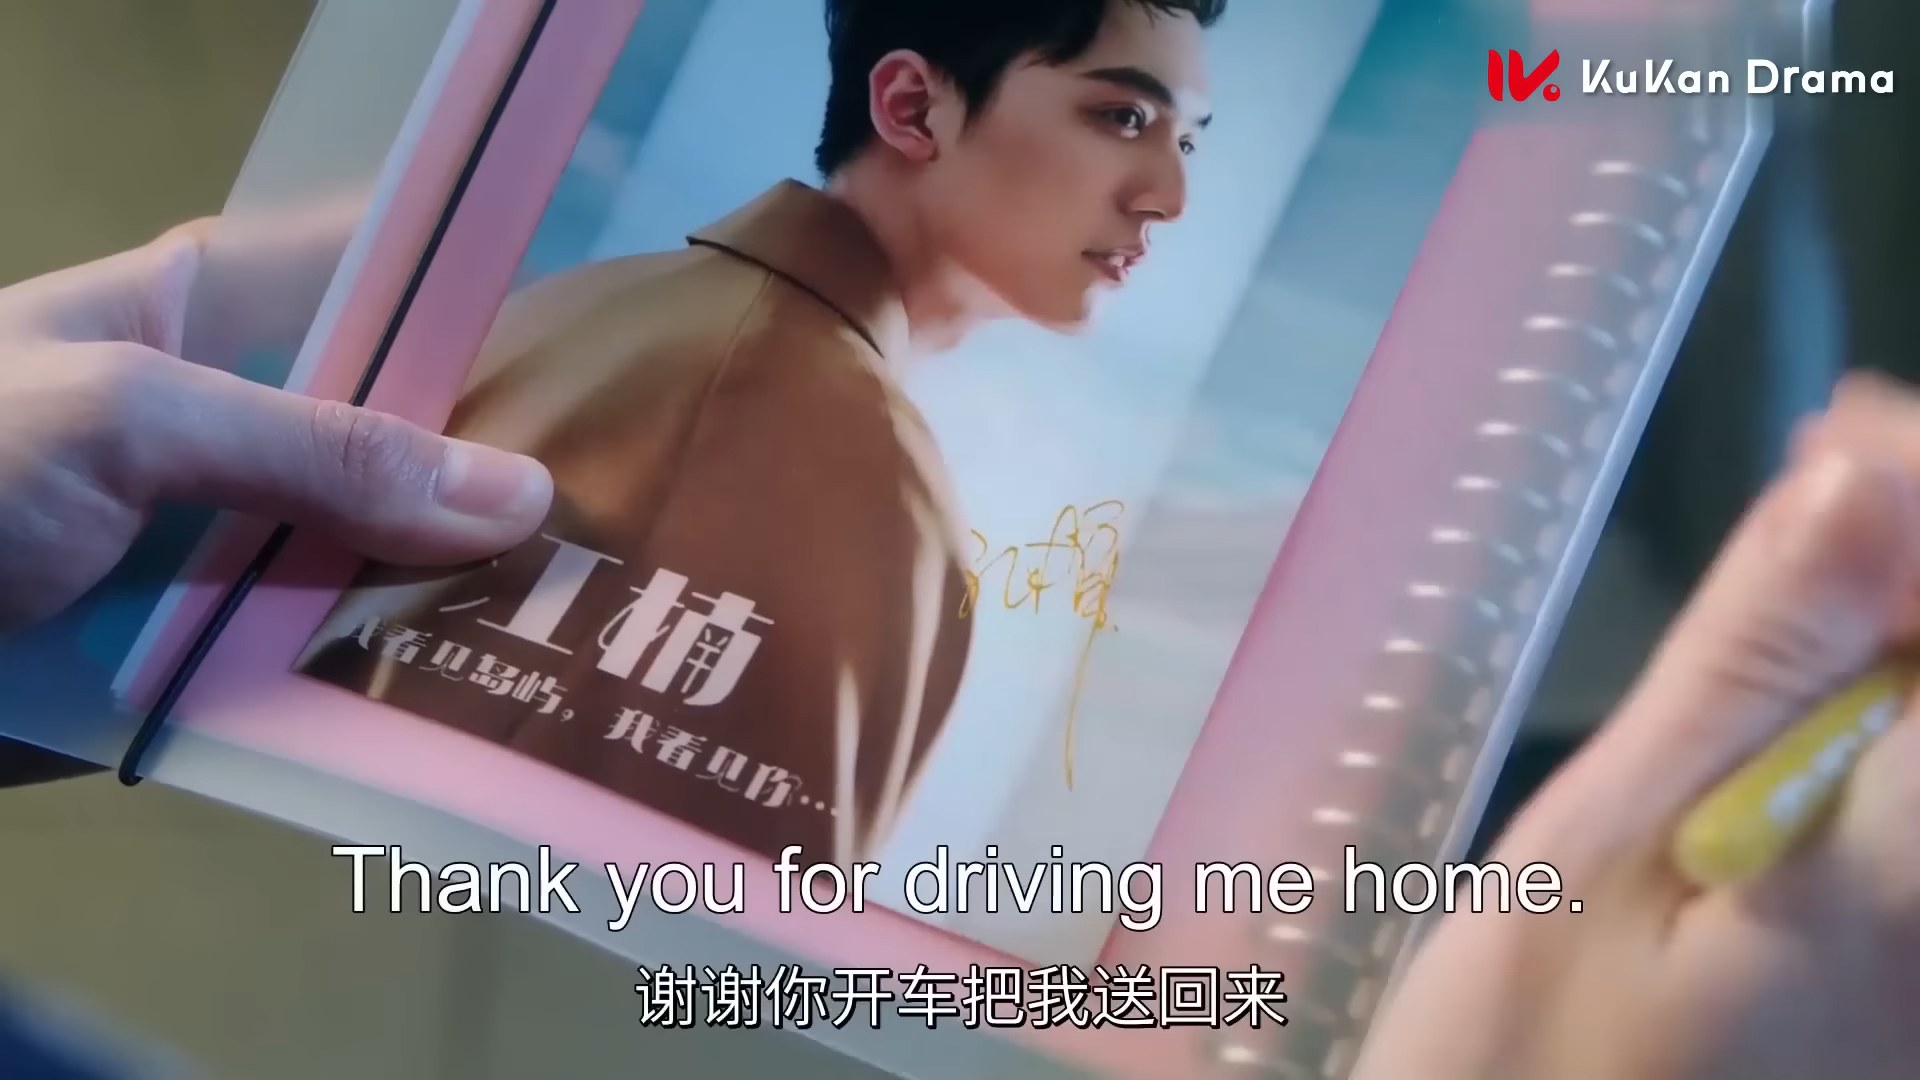 KuKan Drama
江楠
我看见岛屿，我看见你…
Thank you for driving me home.
谢谢你开车把我送回来